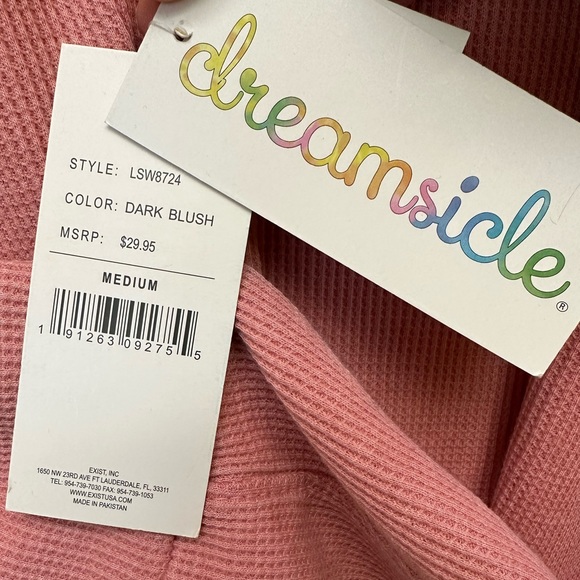 dreamsicle
®
STYLE: LSW8724
COLOR: DARK BLUSH
MSRP: $29.95
MEDIUM
1 91263 09275 5
EXIST, INC
1650 NW 23RD AVE FT LAUDERDALE, FL, 33311
TEL: 954-739-7030 FAX: 954-739-1053
WWW.EXISTUSA.COM
MADE IN PAKISTAN